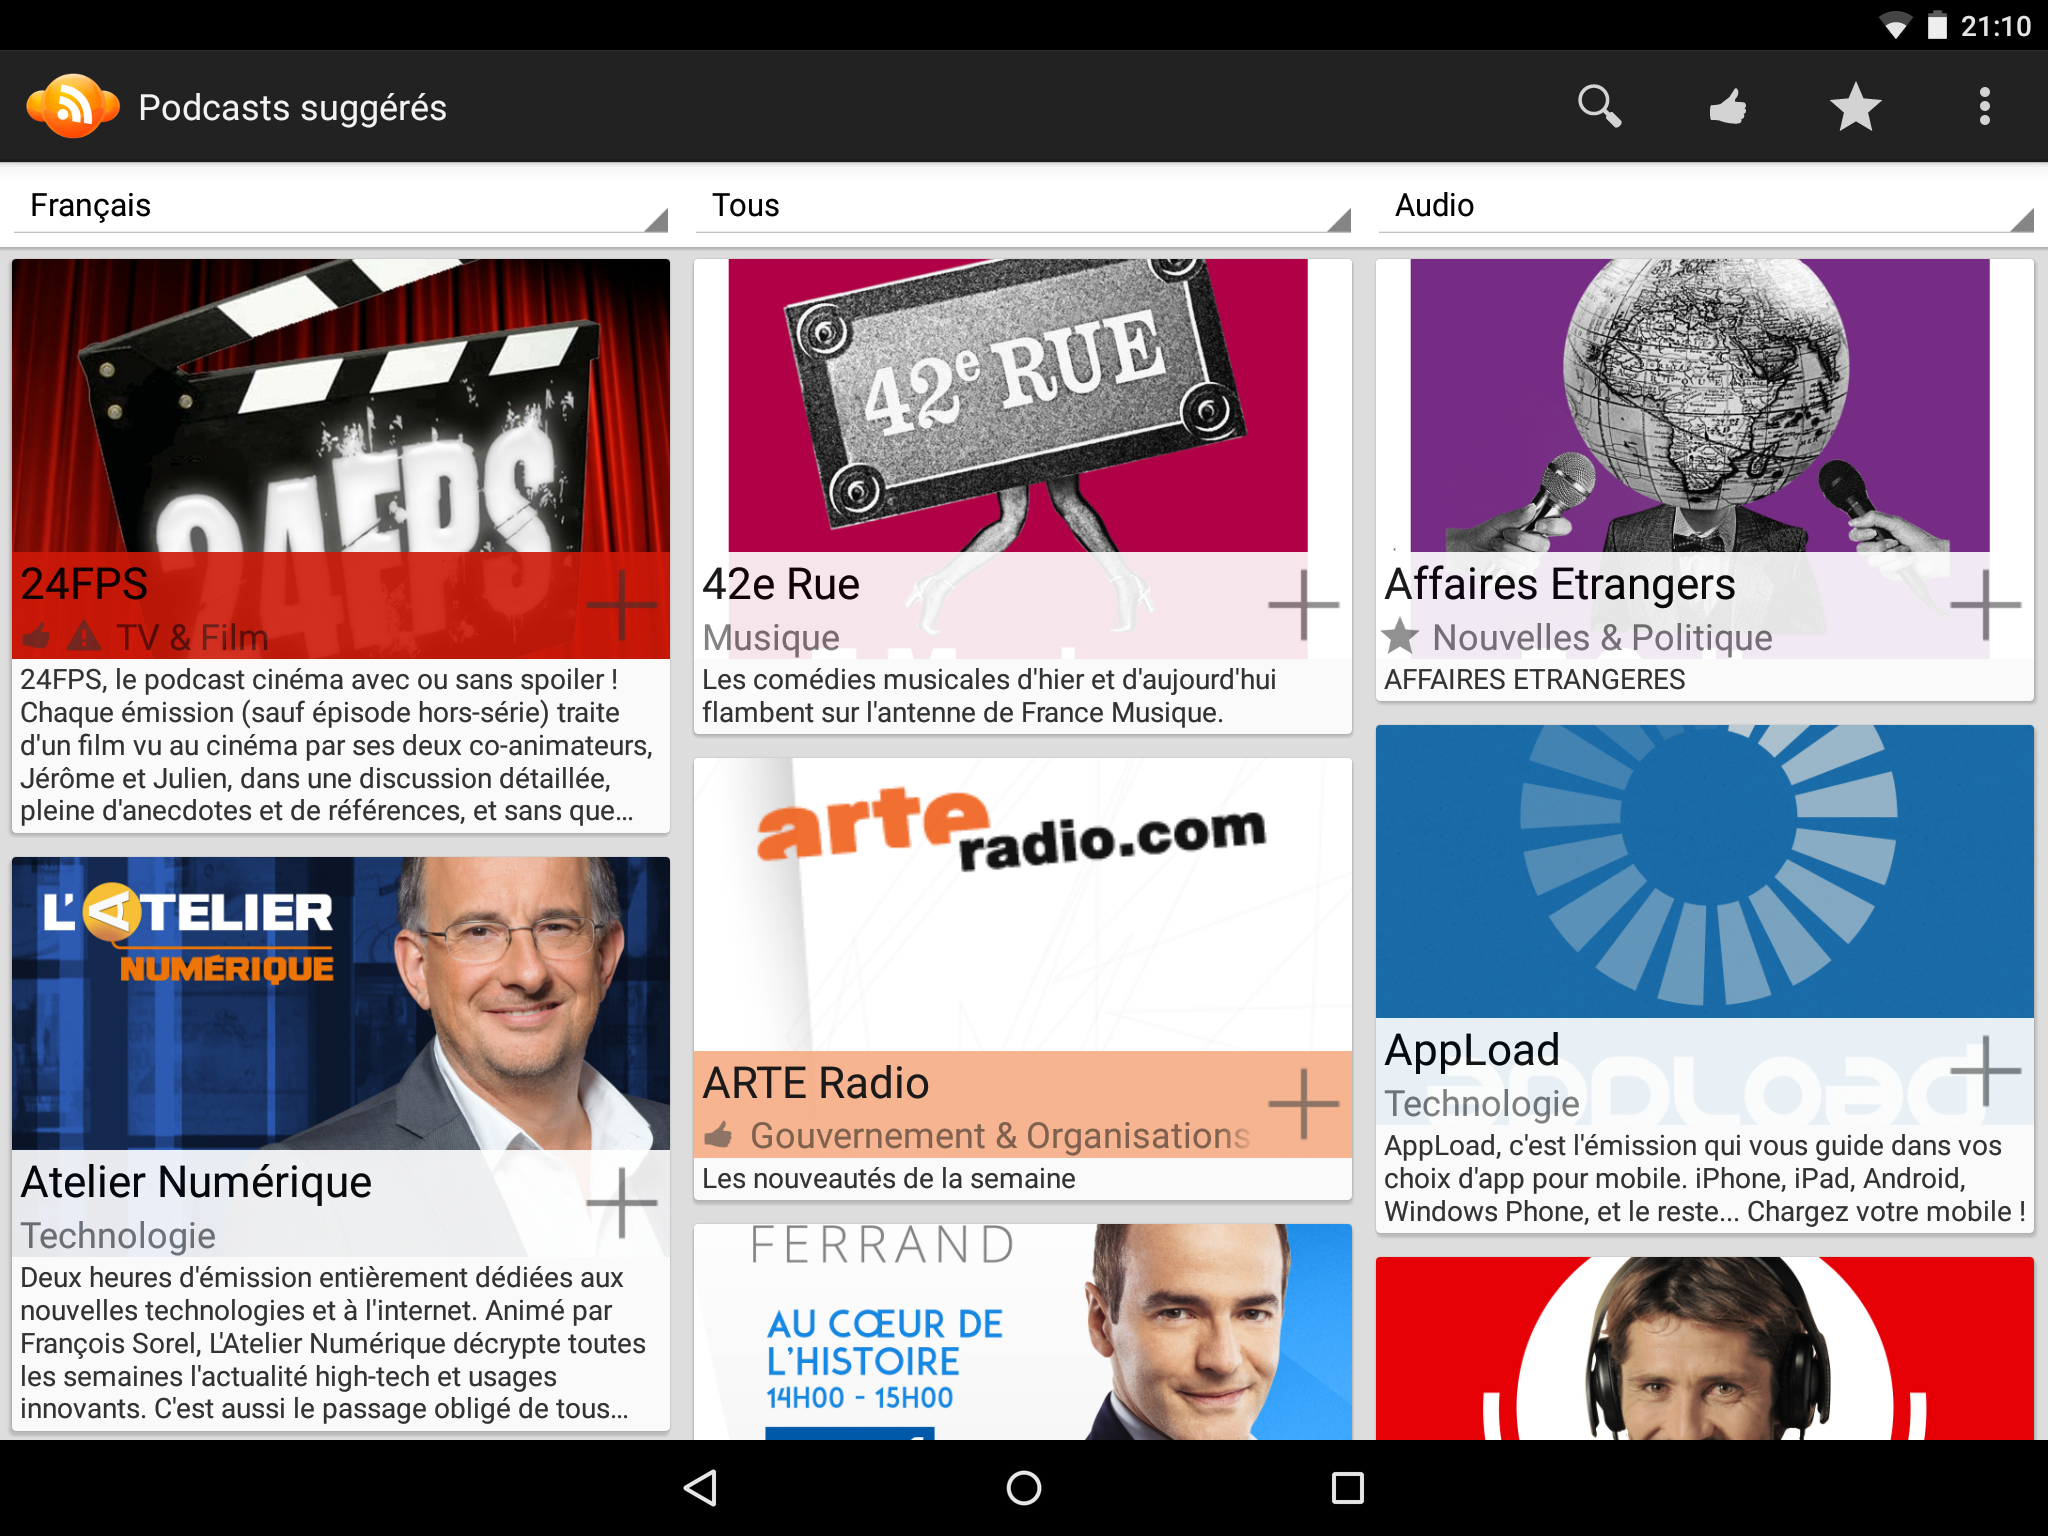 21:10
Podcasts suggérés
Français
Tous
Audio
24FPS
24FPS
TV & Film
24FPS, le podcast cinéma avec ou sans spoiler !
Chaque émission (sauf épisode hors-série) traite
d'un film vu au cinéma par ses deux co-animateurs,
Jérôme et Julien, dans une discussion détaillée,
pleine d'anecdotes et de références, et sans que…
L'ATELIER
NUMÉRIQUE
Atelier Numérique
Technologie
Deux heures d'émission entièrement dédiées aux
nouvelles technologies et à l'internet. Animé par
François Sorel, L'Atelier Numérique décrypte toutes
les semaines l'actualité high-tech et usages
innovants. C'est aussi le passage obligé de tous…
42e RUE
42e Rue
Musique
Les comédies musicales d'hier et d'aujourd'hui
flambent sur l'antenne de France Musique.
arte
radio.com
ARTE Radio
Gouvernement & Organisations
Les nouveautés de la semaine
FERRAND
AU CŒUR DE
L'HISTOIRE
14H00 - 15H00
Affaires Etrangers
Nouvelles & Politique
AFFAIRES ETRANGERES
AppLoad
appLoad
Technologie
AppLoad, c'est l'émission qui vous guide dans vos
choix d'app pour mobile. iPhone, iPad, Android,
Windows Phone, et le reste... Chargez votre mobile !